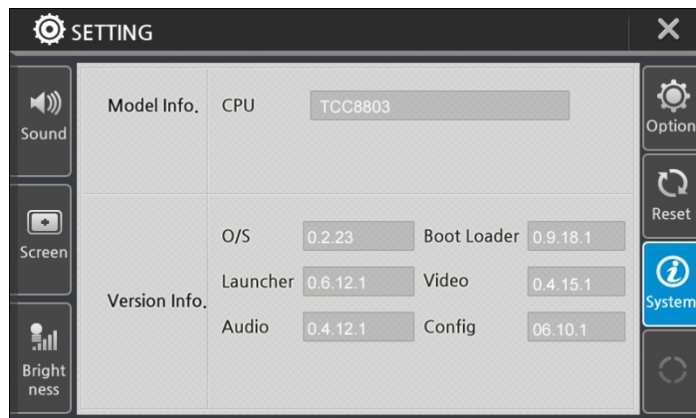 SETTING
Sound
Screen
Bright
ness
Model Info. CPU TCC8803
Version Info.
O/S 0.2.23 Boot Loader 0.9.18.1
Launcher 0.6.12.1 Video 0.4.15.1
Audio 0.4.12.1 Config 06.10.1
Option
Reset
System